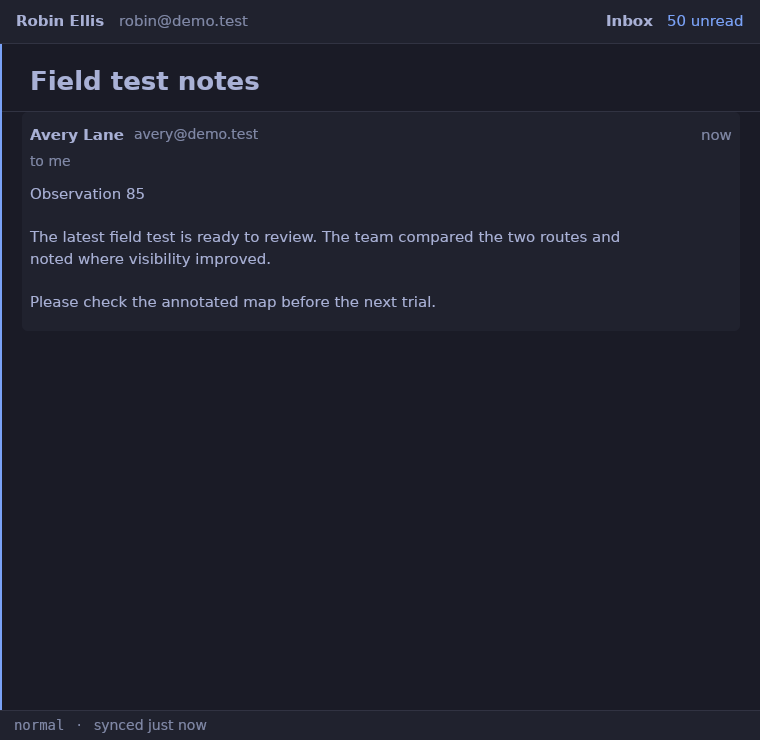 Robin Ellis robin@demo.test Inbox 50 unread
Field test notes
Avery Lane avery@demo.test now
to me
Observation 85
The latest field test is ready to review. The team compared the two routes and
noted where visibility improved.
Please check the annotated map before the next trial.
normal · synced just now